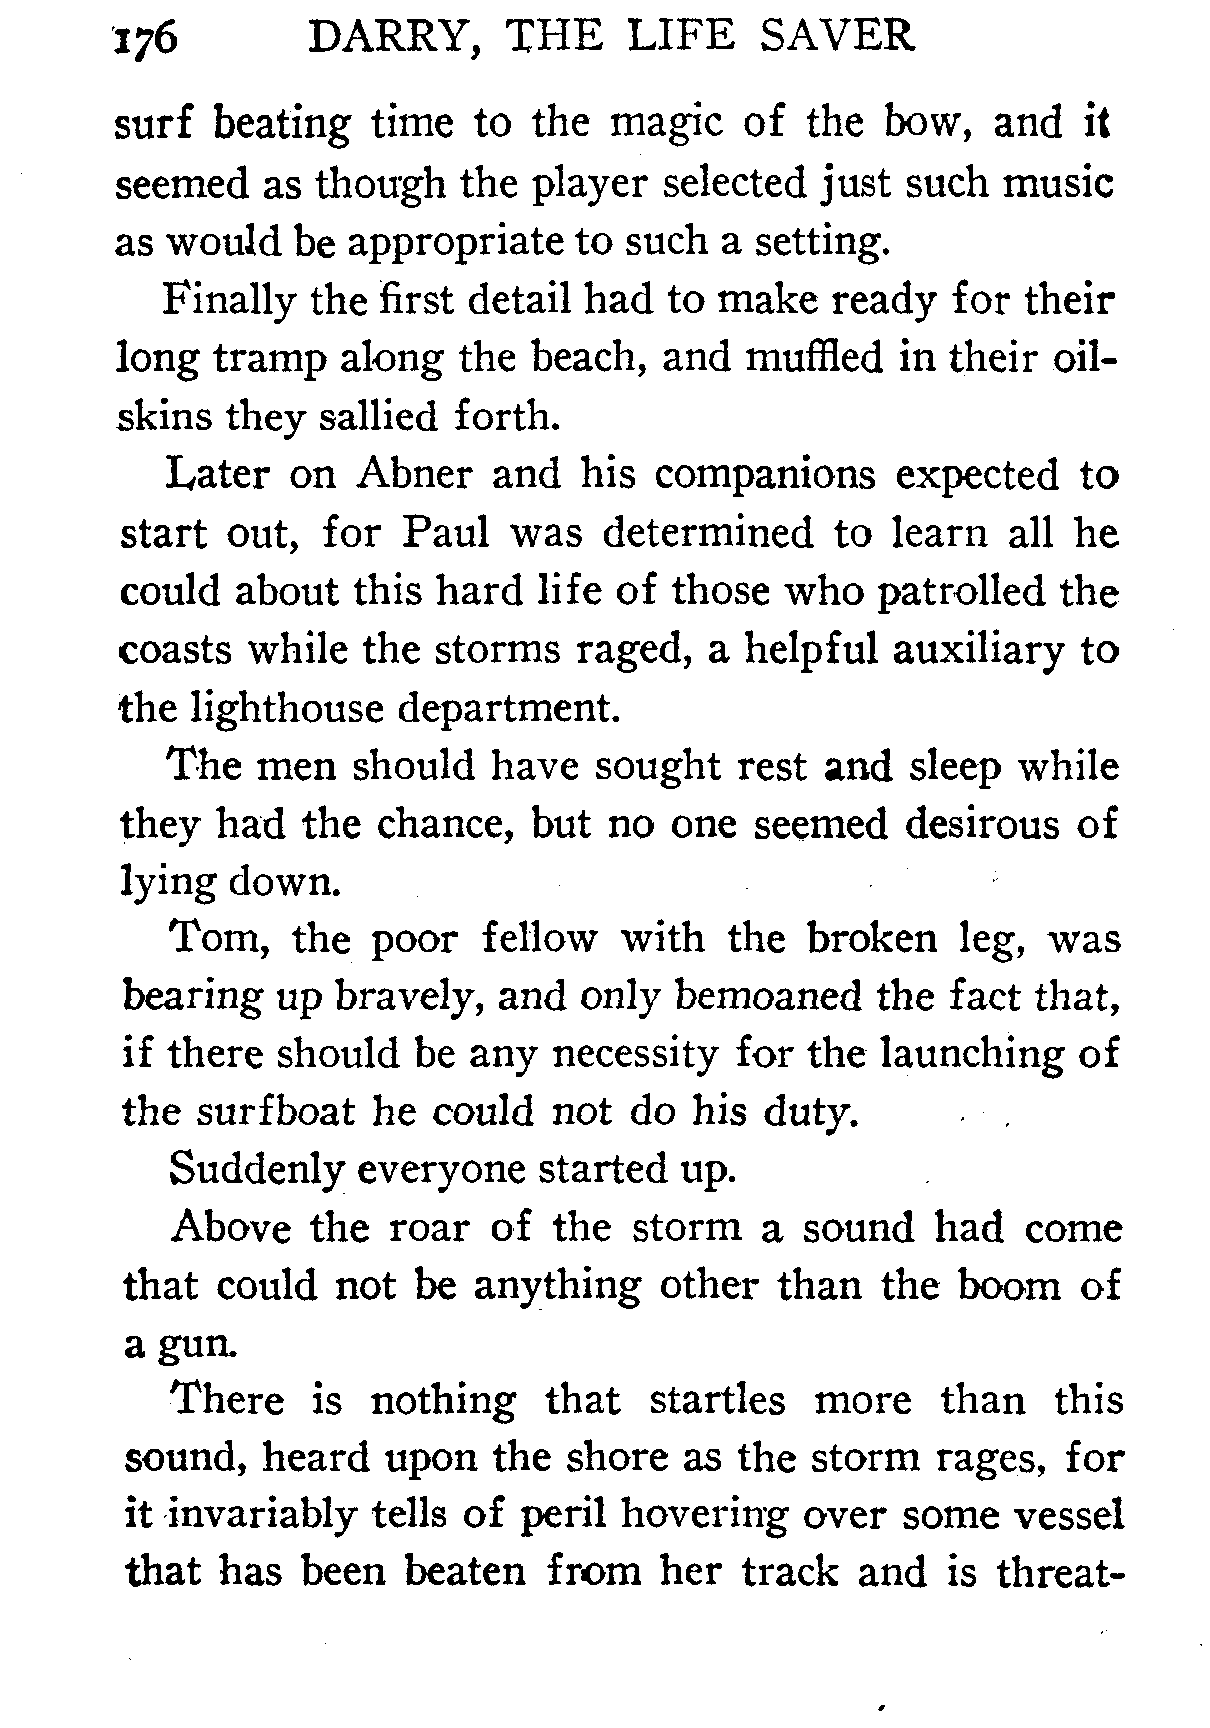 176 DARRY, THE LIFE SAVER
surf beating time to the magic of the bow, and it
seemed as though the player selected just such music
as would be appropriate to such a setting.
Finally the first detail had to make ready for their
long tramp along the beach, and muffled in their oil-
skins they sallied forth.
Later on Abner and his companions expected to
start out, for Paul was determined to learn all he
could about this hard life of those who patrolled the
coasts while the storms raged, a helpful auxiliary to
the lighthouse department.
The men should have sought rest and sleep while
they had the chance, but no one seemed desirous of
lying down.
Tom, the poor fellow with the broken leg, was
bearing up bravely, and only bemoaned the fact that,
if there should be any necessity for the launching of
the surfboat he could not do his duty.
Suddenly everyone started up.
Above the roar of the storm a sound had come
that could not be anything other than the boom of
a gun.
There is nothing that startles more than this
sound, heard upon the shore as the storm rages, for
it invariably tells of peril hovering over some vessel
that has been beaten from her track and is threat-